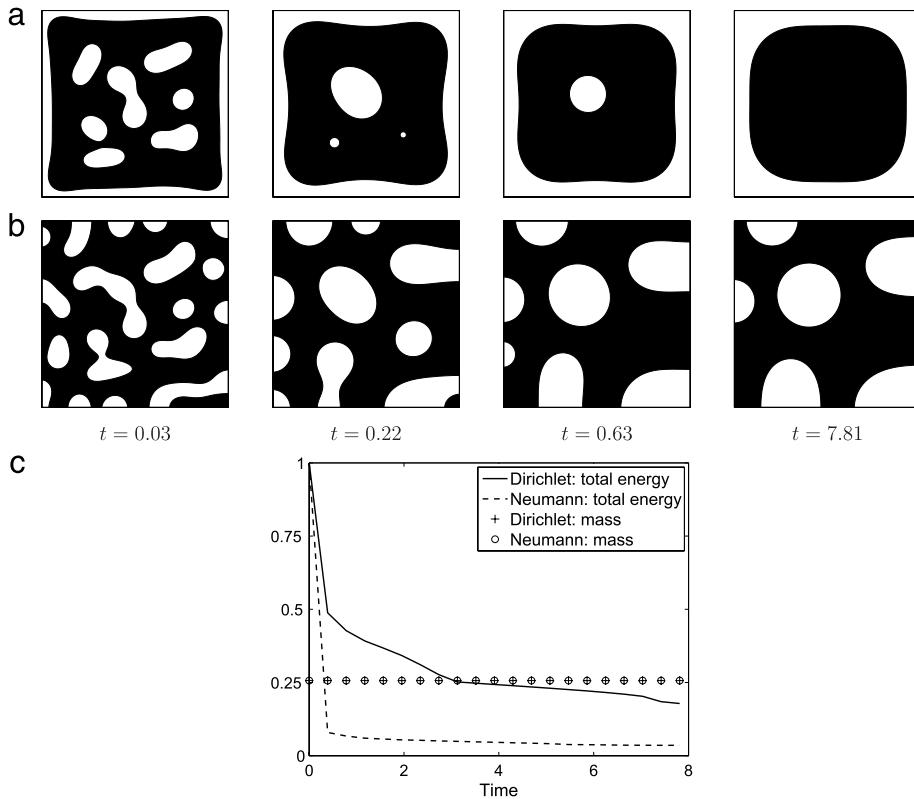 a
b
t = 0.03
t = 0.22
t = 0.63
t = 7.81
c
1
0.75
0.5
0.25
0
0
2
4
6
8
Time
Dirichlet: total energy
Neumann: total energy
Dirichlet: mass
Neumann: mass